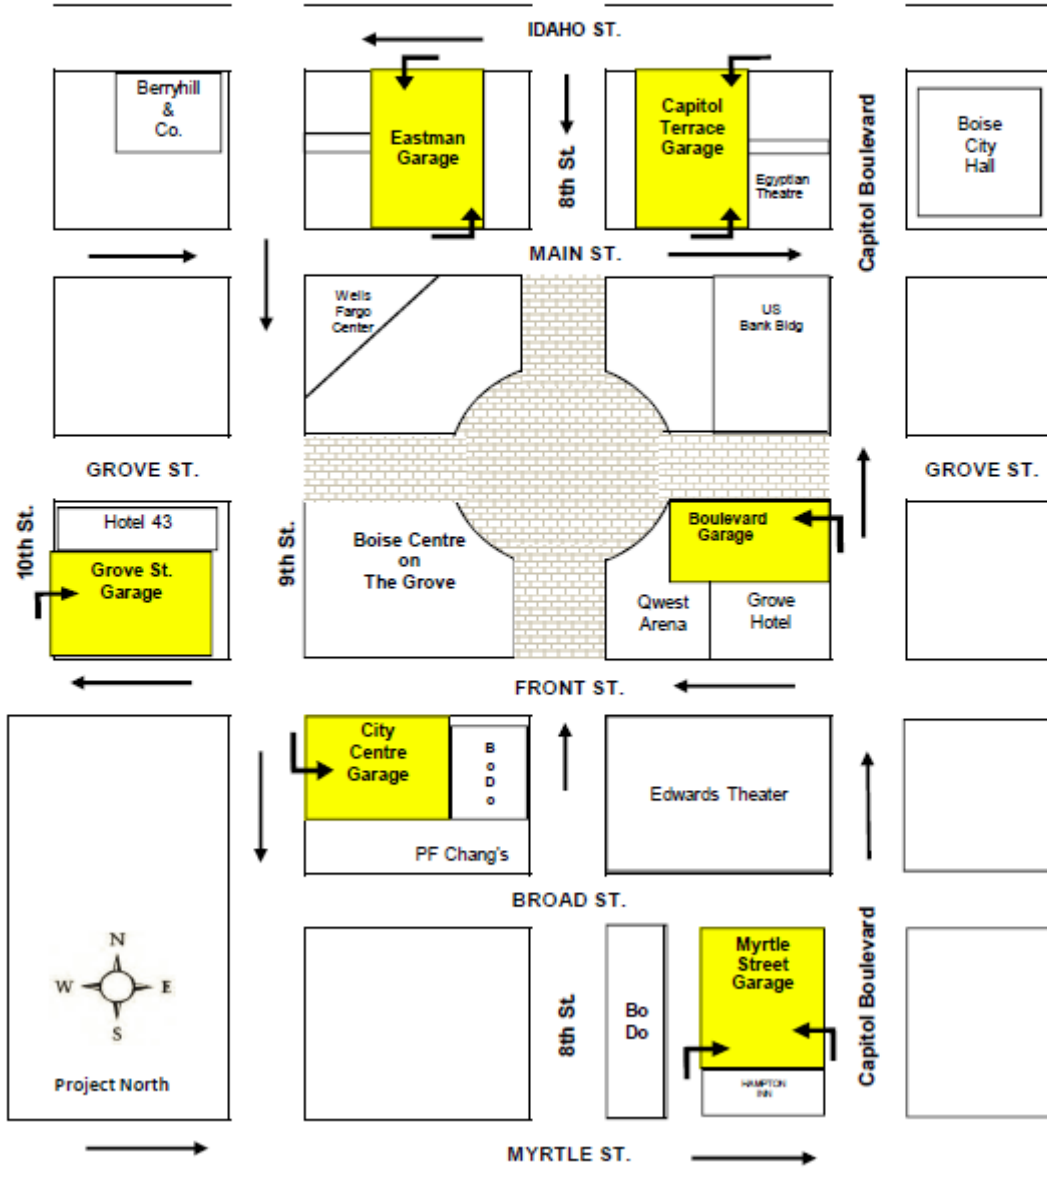 IDAHO ST.
Berryhill
&
Co.
Eastman
Garage
8th St.
Capitol
Terrace
Garage
Egyptian
Theatre
Capitol Boulevard
Boise
City
Hall
MAIN ST.
Wells
Fargo
Center
US
Bank Bldg
GROVE ST.
GROVE ST.
10th St.
Hotel 43
Grove St.
Garage
9th St.
Boise Centre
on
The Grove
Boulevard
Garage
Qwest
Arena
Grove
Hotel
FRONT ST.
City
Centre
Garage
B
o
D
o
Edwards Theater
PF Chang's
BROAD ST.
N
W
E
S
Project North
8th St.
Bo
Do
Myrtle
Street
Garage
HAMPTON
INN
Capitol Boulevard
MYRTLE ST.